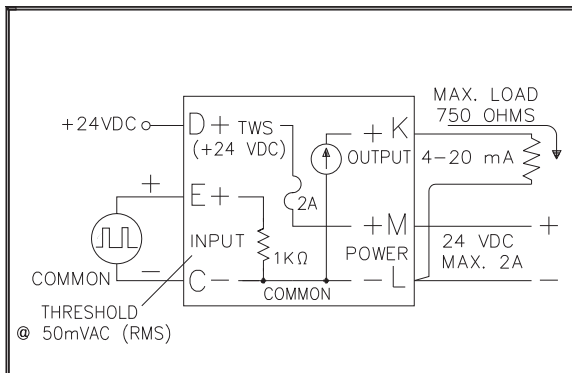 MAX. LOAD
750 OHMS
+24VDC
D+ TWS
(+24 VDC)
+ K
OUTPUT
4-20 mA
+
E+
2A
INPUT
1KΩ
+M
POWER
+
24 VDC
MAX. 2A
COMMON
-
C-
COMMON
-L
-
THRESHOLD
@ 50mVAC (RMS)